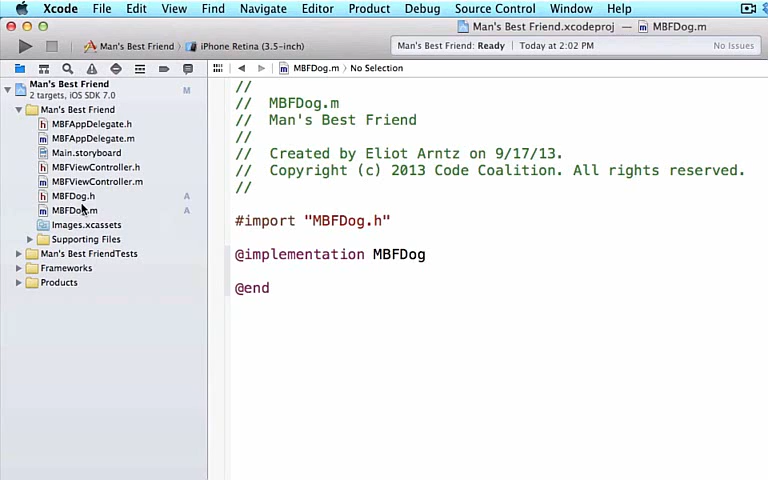 Xcode File Edit View Find Navigate Editor Product Debug Source Control Window Help
Man's Best Friend.xcodeproj — MBFDog.m
Man's Best Friend 〉 iPhone Retina (3.5-inch)
Man's Best Friend: Ready | Today at 2:02 PM No Issues
MBFDog.m 〉 No Selection
Man's Best Friend
2 targets, iOS SDK 7.0 M
Man's Best Friend
MBFAppDelegate.h
MBFAppDelegate.m
Main.storyboard
MBFViewController.h
MBFViewController.m
MBFDog.h A
MBFDog.m A
Images.xcassets
Supporting Files
Man's Best FriendTests
Frameworks
Products
//
// MBFDog.m
// Man's Best Friend
//
// Created by Eliot Arntz on 9/17/13.
// Copyright (c) 2013 Code Coalition. All rights reserved.
//
#import "MBFDog.h"
@implementation MBFDog
@end